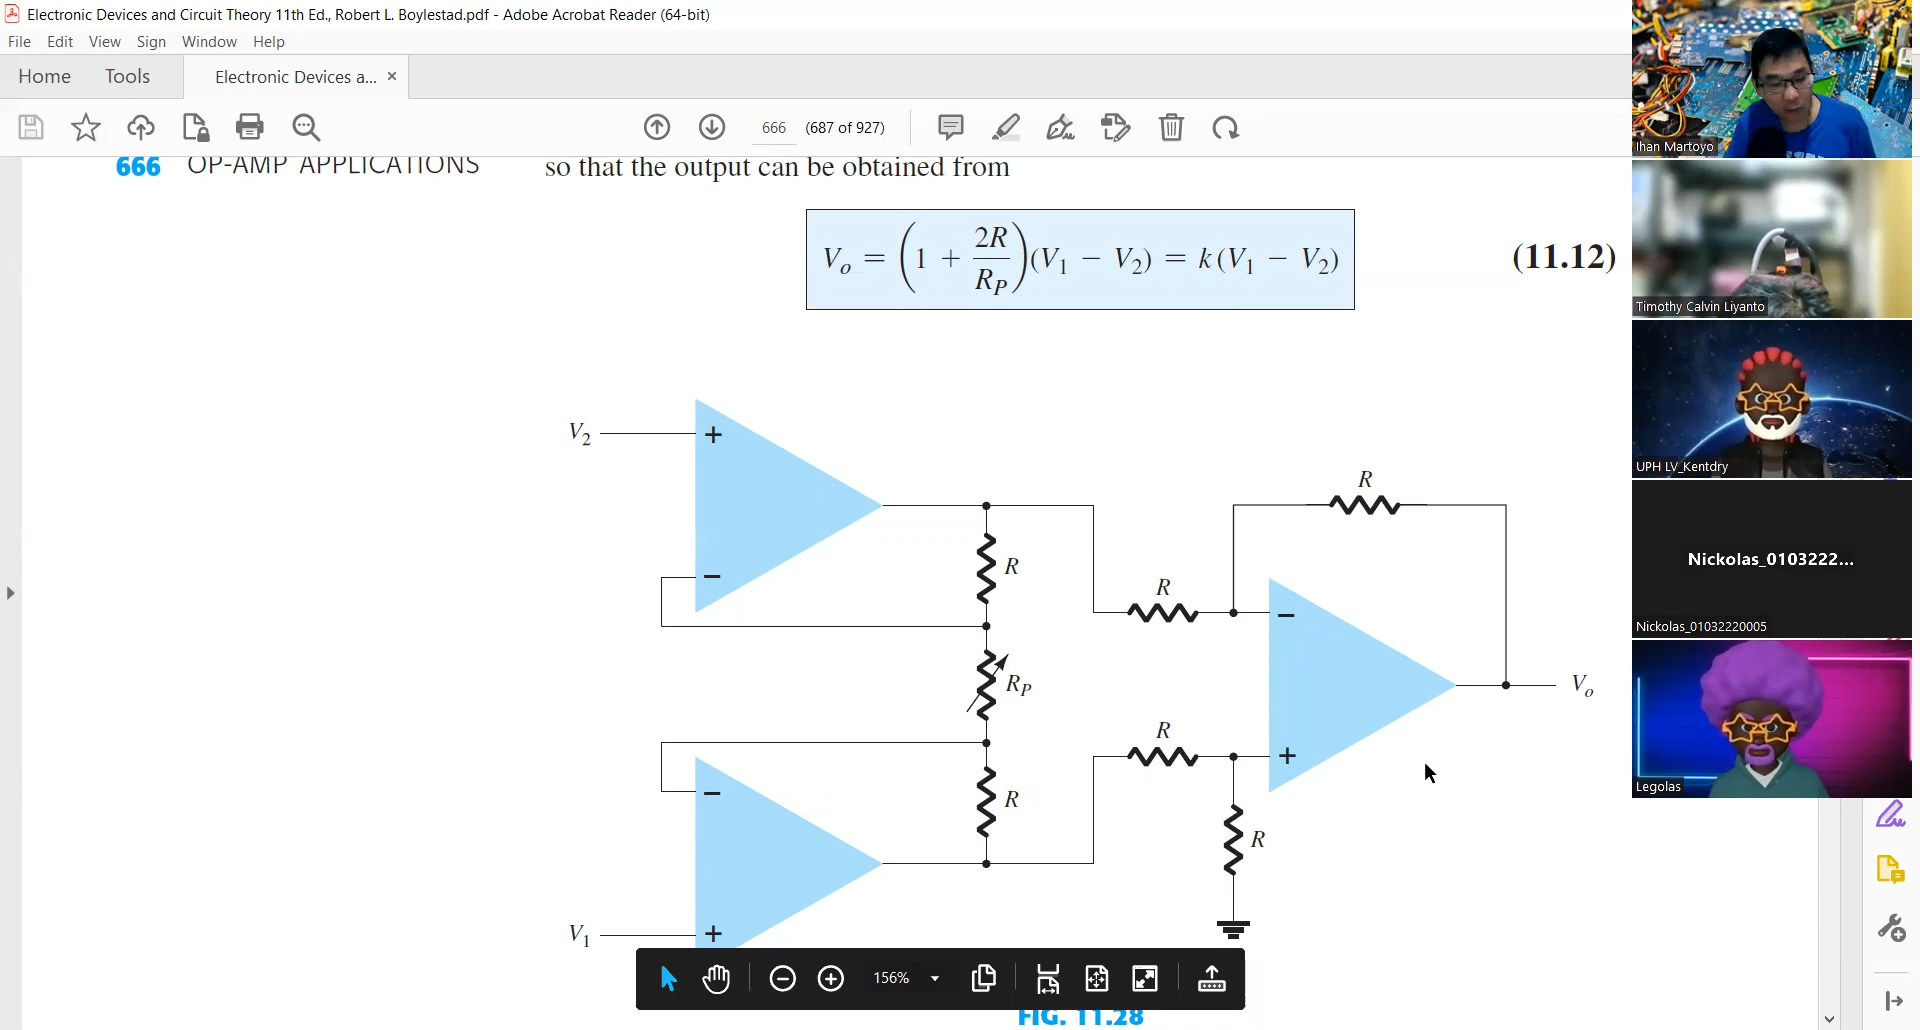 Electronic Devices and Circuit Theory 11th Ed., Robert L. Boylestad.pdf - Adobe Acrobat Reader (64-bit)
File Edit View Sign Window Help
Home Tools Electronic Devices a... ×
666 (687 of 927)
666 OP-AMP APPLICATIONS so that the output can be obtained from
V_o = (1 + 2R/R_P)(V_1 − V_2) = k(V_1 − V_2) (11.12)
V_2
+
−
R
R
R
−
R_P
V_o
R
+
−
R
R
V_1
+
156%
FIG. 11.28
Ihan Martoyo
Timothy Calvin Liyanto
UPH LV_Kentdry
Nickolas_0103222...
Nickolas_01032220005
Legolas